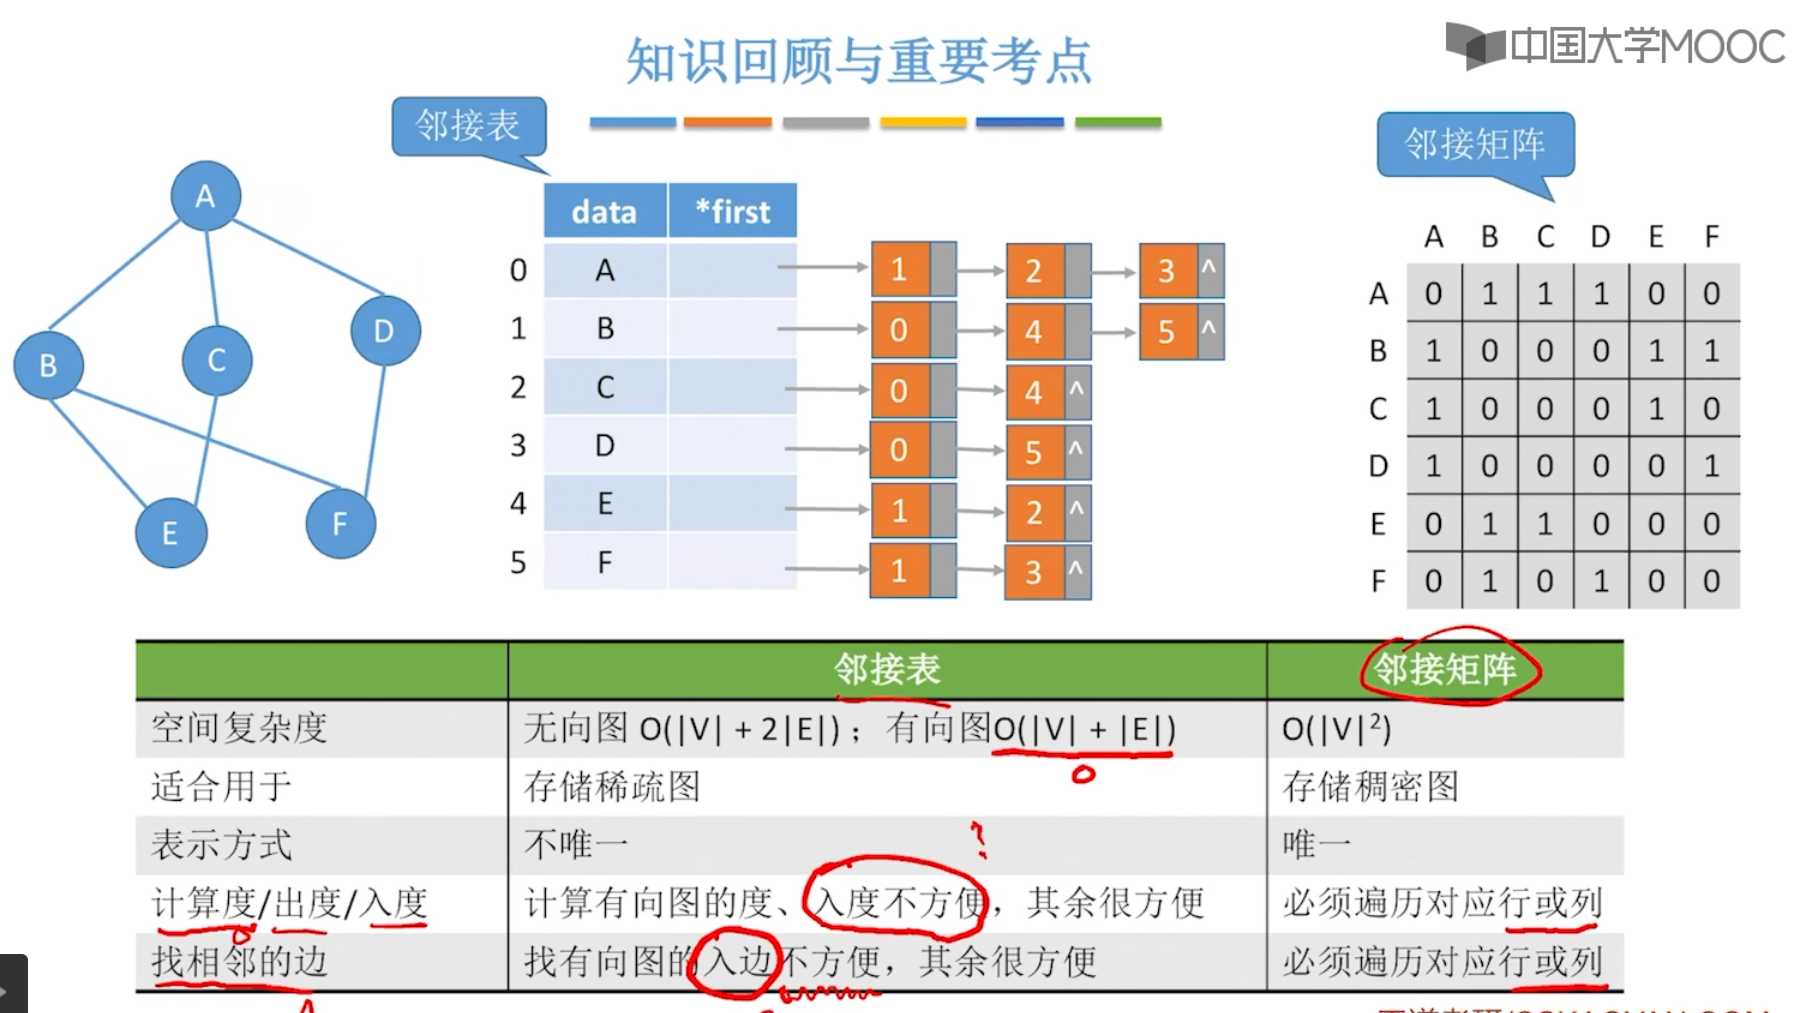 中国大学MOOC
知识回顾与重要考点
邻接表
邻接矩阵
A
B
C
D
E
F
data *first
0 A 1 2 3 ^
1 B 0 4 5 ^
2 C 0 4 ^
3 D 0 5 ^
4 E 1 2 ^
5 F 1 3 ^
A B C D E F
A 0 1 1 1 0 0
B 1 0 0 0 1 1
C 1 0 0 0 1 0
D 1 0 0 0 0 1
E 0 1 1 0 0 0
F 0 1 0 1 0 0
邻接表 邻接矩阵
空间复杂度 无向图 O(|V| + 2|E|)；有向图O(|V| + |E|) O(|V|²)
适合用于 存储稀疏图 存储稠密图
表示方式 不唯一 唯一
?
计算度/出度/入度 计算有向图的度、入度不方便，其余很方便 必须遍历对应行或列
找相邻的边 找有向图的入边不方便，其余很方便 必须遍历对应行或列